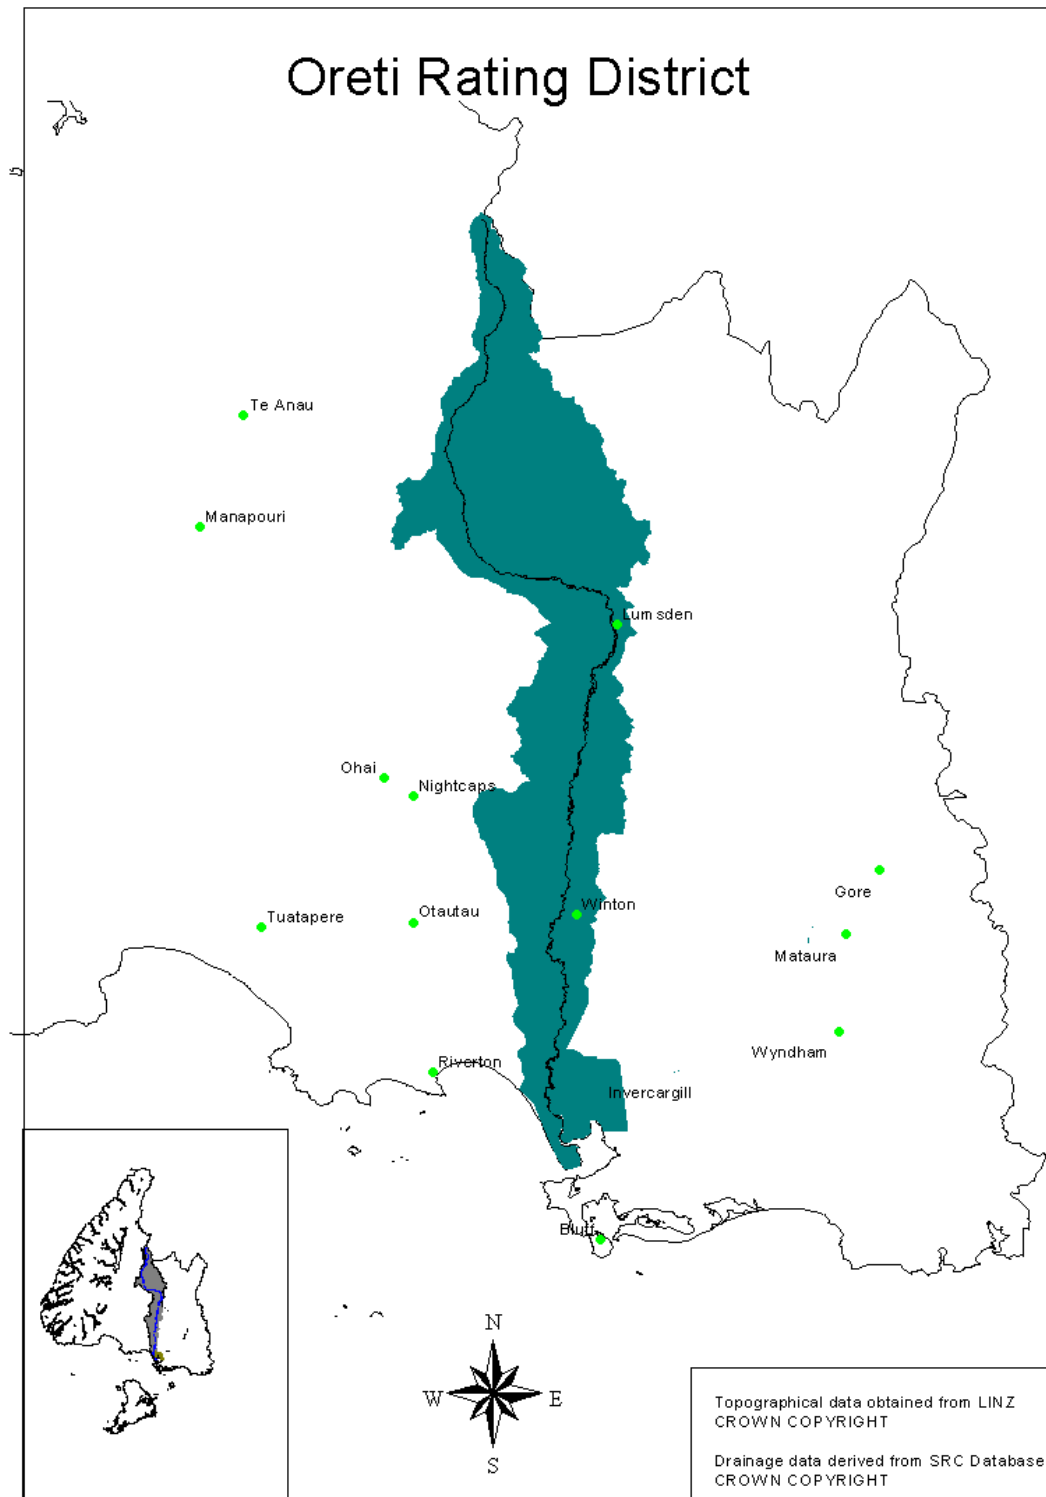 Oreti Rating District
Te Anau
Manapouri
Lumsden
Ohai
Nightcaps
Gore
Winton
Otautau
Tuatapere
Mataura
Wyndham
Riverton
Invercargill
Bluff
N
W E
S
Topographical data obtained from LINZ
CROWN COPYRIGHT
Drainage data derived from SRC Database
CROWN COPYRIGHT